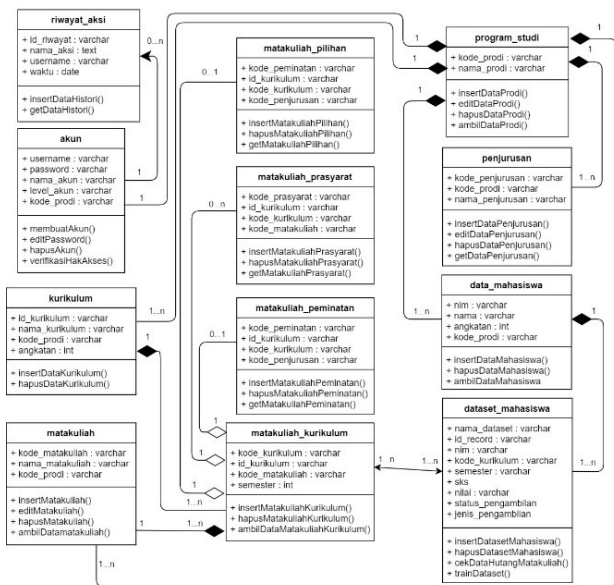 riwayat_aksi
+ id_riwayat : varchar
+ nama_aksi : text
+ username : varchar
+ waktu : date
+ insertDataHistori()
+ getDataHistori()
0...n
akun
+ username : varchar
+ password : varchar
+ nama_akun : varchar
+ level_akun : varchar
+ kode_prodi : varchar
+ membuatAkun()
+ editPassword()
+ hapusAkun()
+ verifikasiHakAkses()
1
1
kurikulum
+ id_kurikulum : varchar
+ nama_kurikulum : varchar
+ kode_prodi : varchar
+ angkatan : int
+ insertDataKurikulum()
+ hapusDataKurikulum()
1...n
1
matakuliah
+ kode_matakuliah : varchar
+ nama_matakuliah : varchar
+ kode_prodi : varchar
+ insertMatakuliah()
+ editMatakuliah()
+ hapusMatakuliah()
+ ambilDatamatakuliah()
1
1...n
1...n
1...n
matakuliah_pilihan
+ kode_peminatan : varchar
+ id_kurikulum : varchar
+ kode_kurikulum : varchar
+ kode_penjurusan : varchar
+ insertMatakuliahPilihan()
+ hapusMatakuliahPilihan()
+ getMatakuliahPilihan()
0...1
matakuliah_prasyarat
+ kode_prasyarat : varchar
+ id_kurikulum : varchar
+ kode_kurikulum : varchar
+ kode_matakuliah : varchar
+ insertMatakuliahPrasyarat()
+ hapusMatakuliahPrasyarat()
+ getMatakuliahPrasyarat()
0...n
matakuliah_peminatan
+ kode_peminatan : varchar
+ id_kurikulum : varchar
+ kode_kurikulum : varchar
+ kode_penjurusan : varchar
+ insertMatakuliahPeminatan()
+ hapusMatakuliahPeminatan()
+ getMatakuliahPeminatan()
0...1
1
1
1
matakuliah_kurikulum
+ kode_kurikulum : varchar
+ id_kurikulum : varchar
+ kode_matakuliah : varchar
+ semester : int
+ insertMatakuliahKurikulum()
+ hapusMatakuliahKurikulum()
+ ambilDataMatakuliahKurikulum()
1...n
1...n
program_studi
+ kode_prodi : varchar
+ nama_prodi : varchar
+ insertDataProdi()
+ editDataProdi()
+ hapusDataProdi()
+ ambilDataProdi()
1
1
1
1
1
penjurusan
+ kode_penjurusan : varchar
+ kode_prodi : varchar
+ nama_penjurusan : varchar
+ insertDataPenjurusan()
+ editDataPenjurusan()
+ hapusDataPenjurusan()
+ getDataPenjurusan()
1...n
data_mahasiswa
+ nim : varchar
+ nama : varchar
+ angkatan : int
+ kode_prodi : varchar
+ insertDataMahasiswa()
+ hapusDataMahasiswa()
+ ambilDataMahasiswa
1...n
1
dataset_mahasiswa
+ nama_dataset : varchar
+ id_record : varchar
+ nim : varchar
+ kode_kurikulum : varchar
+ semester : varchar
+ sks
+ nilai : varchar
+ status_pengambilan
+ jenis_pengambilan
+ insertDatasetMahasiswa()
+ hapusDatasetMahasiswa()
+ cekDataHutangMatakuliah()
+ trainDataset()
1...n